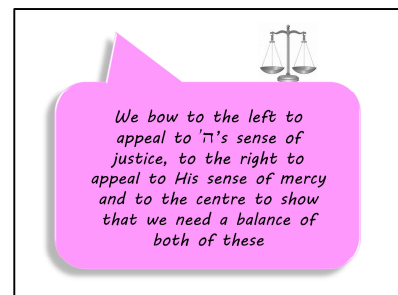 We bow to the left to
appeal to 'ה's sense of
justice, to the right to
appeal to His sense of mercy
and to the centre to show
that we need a balance of
both of these